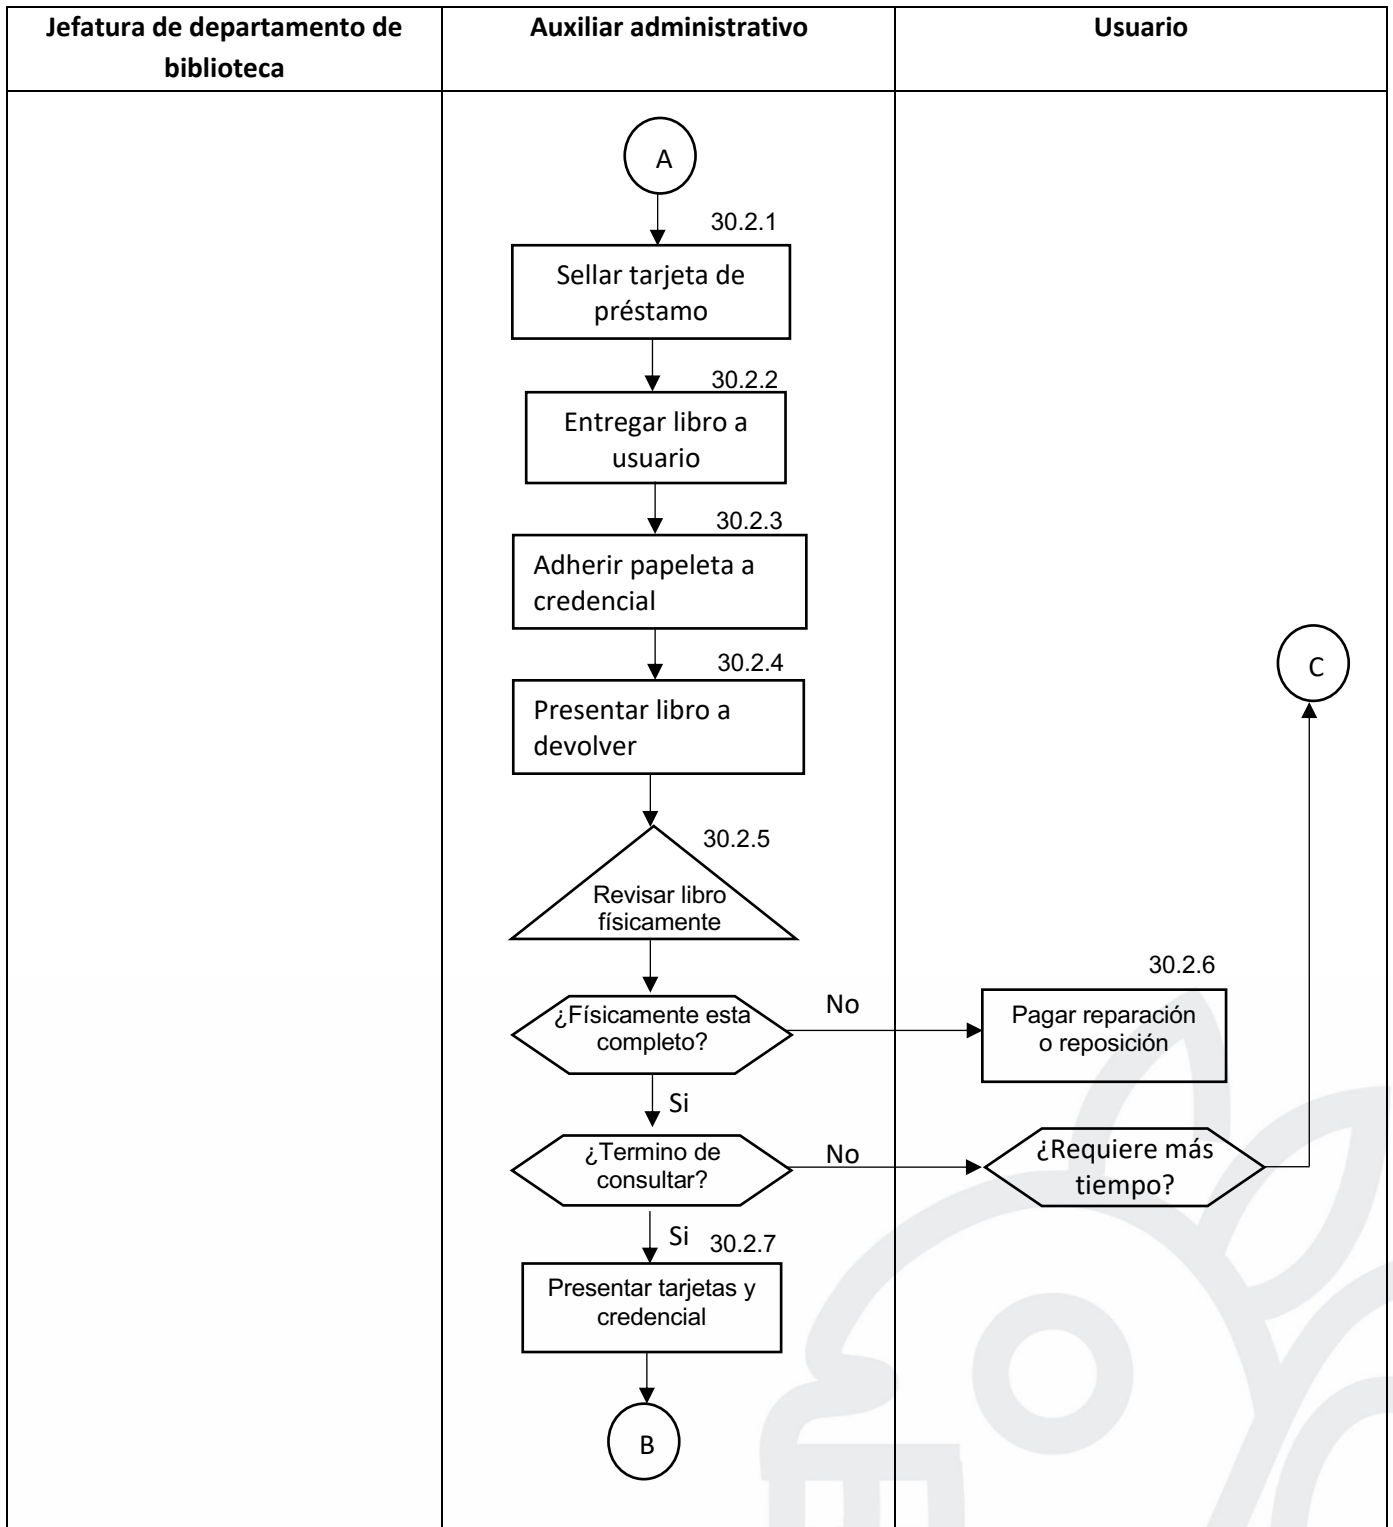 Jefatura de departamento de
biblioteca
Auxiliar administrativo
Usuario
A
30.2.1
Sellar tarjeta de
préstamo
30.2.2
Entregar libro a
usuario
30.2.3
Adherir papeleta a
credencial
30.2.4
Presentar libro a
devolver
C
30.2.5
Revisar libro
físicamente
30.2.6
¿Físicamente esta
completo?
No
Pagar reparación
o reposición
Si
¿Termino de
consultar?
No
¿Requiere más
tiempo?
Si
30.2.7
Presentar tarjetas y
credencial
B